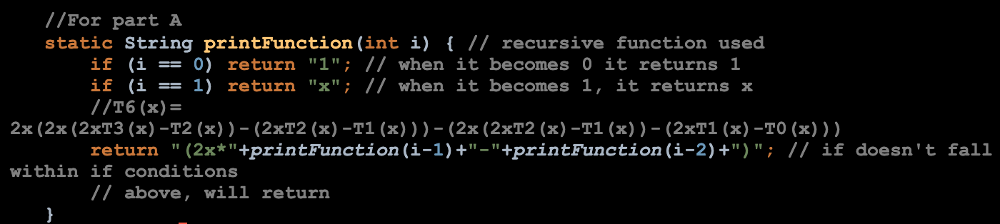 //For part A
static String printFunction(int i) { // recursive function used
if (i == 0) return "1"; // when it becomes 0 it returns 1
if (i == 1) return "x"; // when it becomes 1, it returns x
//T6(x)=
2x(2x(2xT3(x)-T2(x))-(2xT2(x)-T1(x)))-(2x(2xT2(x)-T1(x))-(2xT1(x)-T0(x)))
return "(2x*"+printFunction(i-1)+"-"+printFunction(i-2)+")"; // if doesn't fall
within if conditions
// above, will return
}